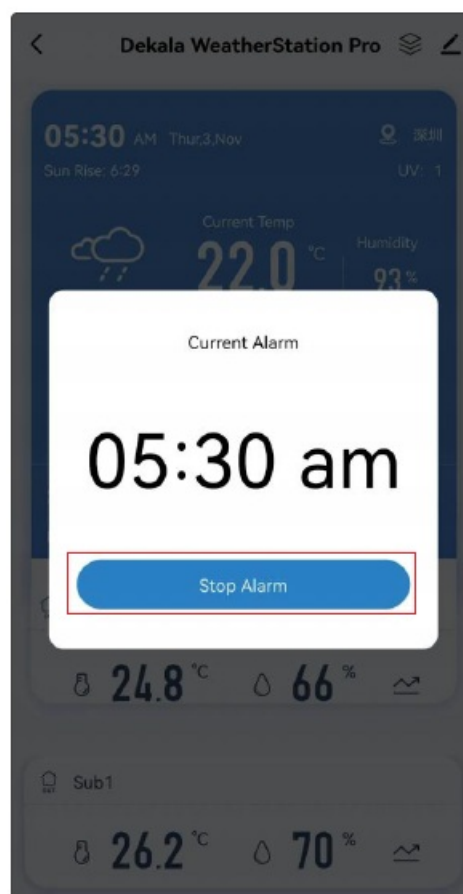 Dekala WeatherStation Pro
05:30 AM Thur,3,Nov
深圳
Sun Rise: 6:29
UV: 1
Current Temp
22.0 °C
Humidity
93 %
Current Alarm
05:30 am
Stop Alarm
24.8 °C 66 %
Sub1
26.2 °C 70 %